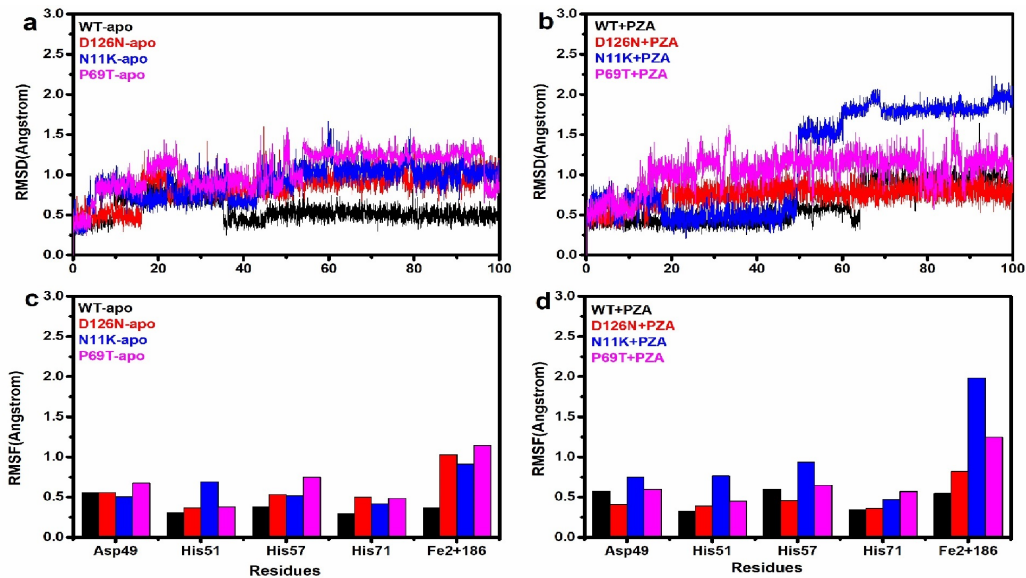 a
WT-apo
D126N-apo
N11K-apo
P69T-apo
RMSD(Angstrom)
3.0
2.5
2.0
1.5
1.0
0.5
0.0
0 20 40 60 80 100
b
WT+PZA
D126N+PZA
N11K+PZA
P69T+PZA
RMSD(Angstrom)
3.0
2.5
2.0
1.5
1.0
0.5
0.0
0 20 40 60 80 100
c
WT-apo
D126N-apo
N11K-apo
P69T-apo
RMSF(Angstrom)
3.0
2.5
2.0
1.5
1.0
0.5
0.0
Asp49 His51 His57 His71 Fe2+186
Residues
d
WT+PZA
D126N+PZA
N11K+PZA
P69T+PZA
RMSF(Angstrom)
3.0
2.5
2.0
1.5
1.0
0.5
0.0
Asp49 His51 His57 His71 Fe2+186
Residues